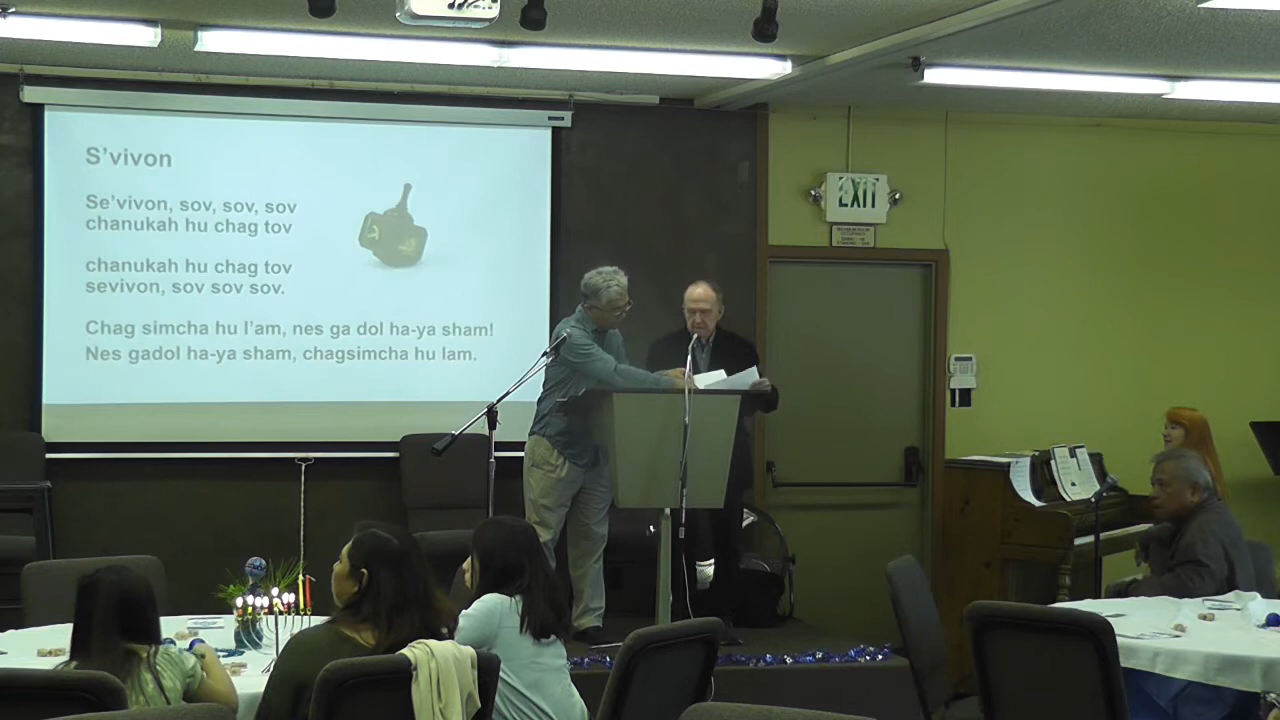 S'vivon
Se'vivon, sov, sov, sov
chanukah hu chag tov
chanukah hu chag tov
sevivon, sov sov sov.
Chag simcha hu l'am, nes ga dol ha-ya sham!
Nes gadol ha-ya sham, chagsimcha hu lam.
EXIT